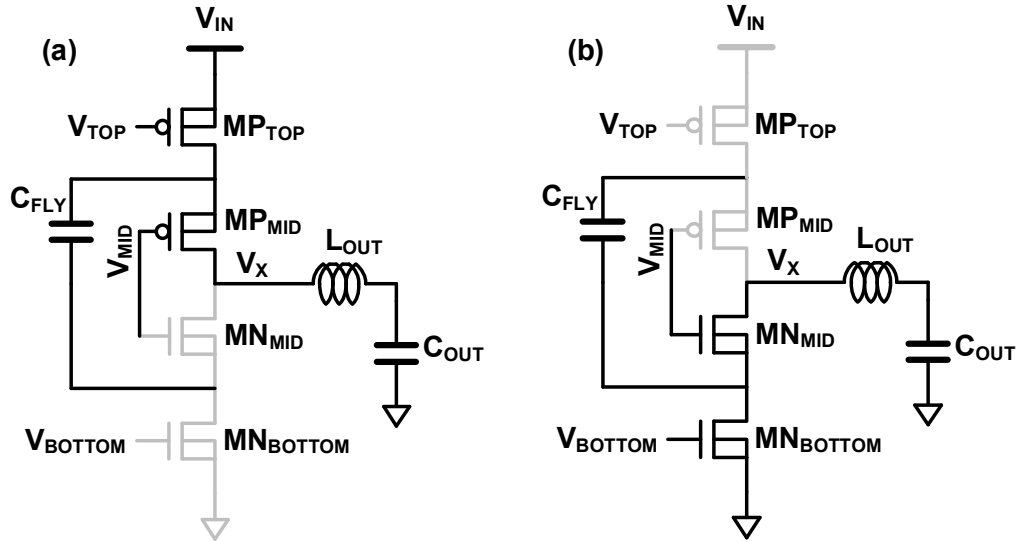 (a)
V_IN
V_TOP
MP_TOP
C_FLY
MP_MID
V_MID
L_OUT
V_X
MN_MID
C_OUT
V_BOTTOM
MN_BOTTOM
(b)
V_IN
V_TOP
MP_TOP
C_FLY
MP_MID
V_MID
L_OUT
V_X
MN_MID
C_OUT
V_BOTTOM
MN_BOTTOM